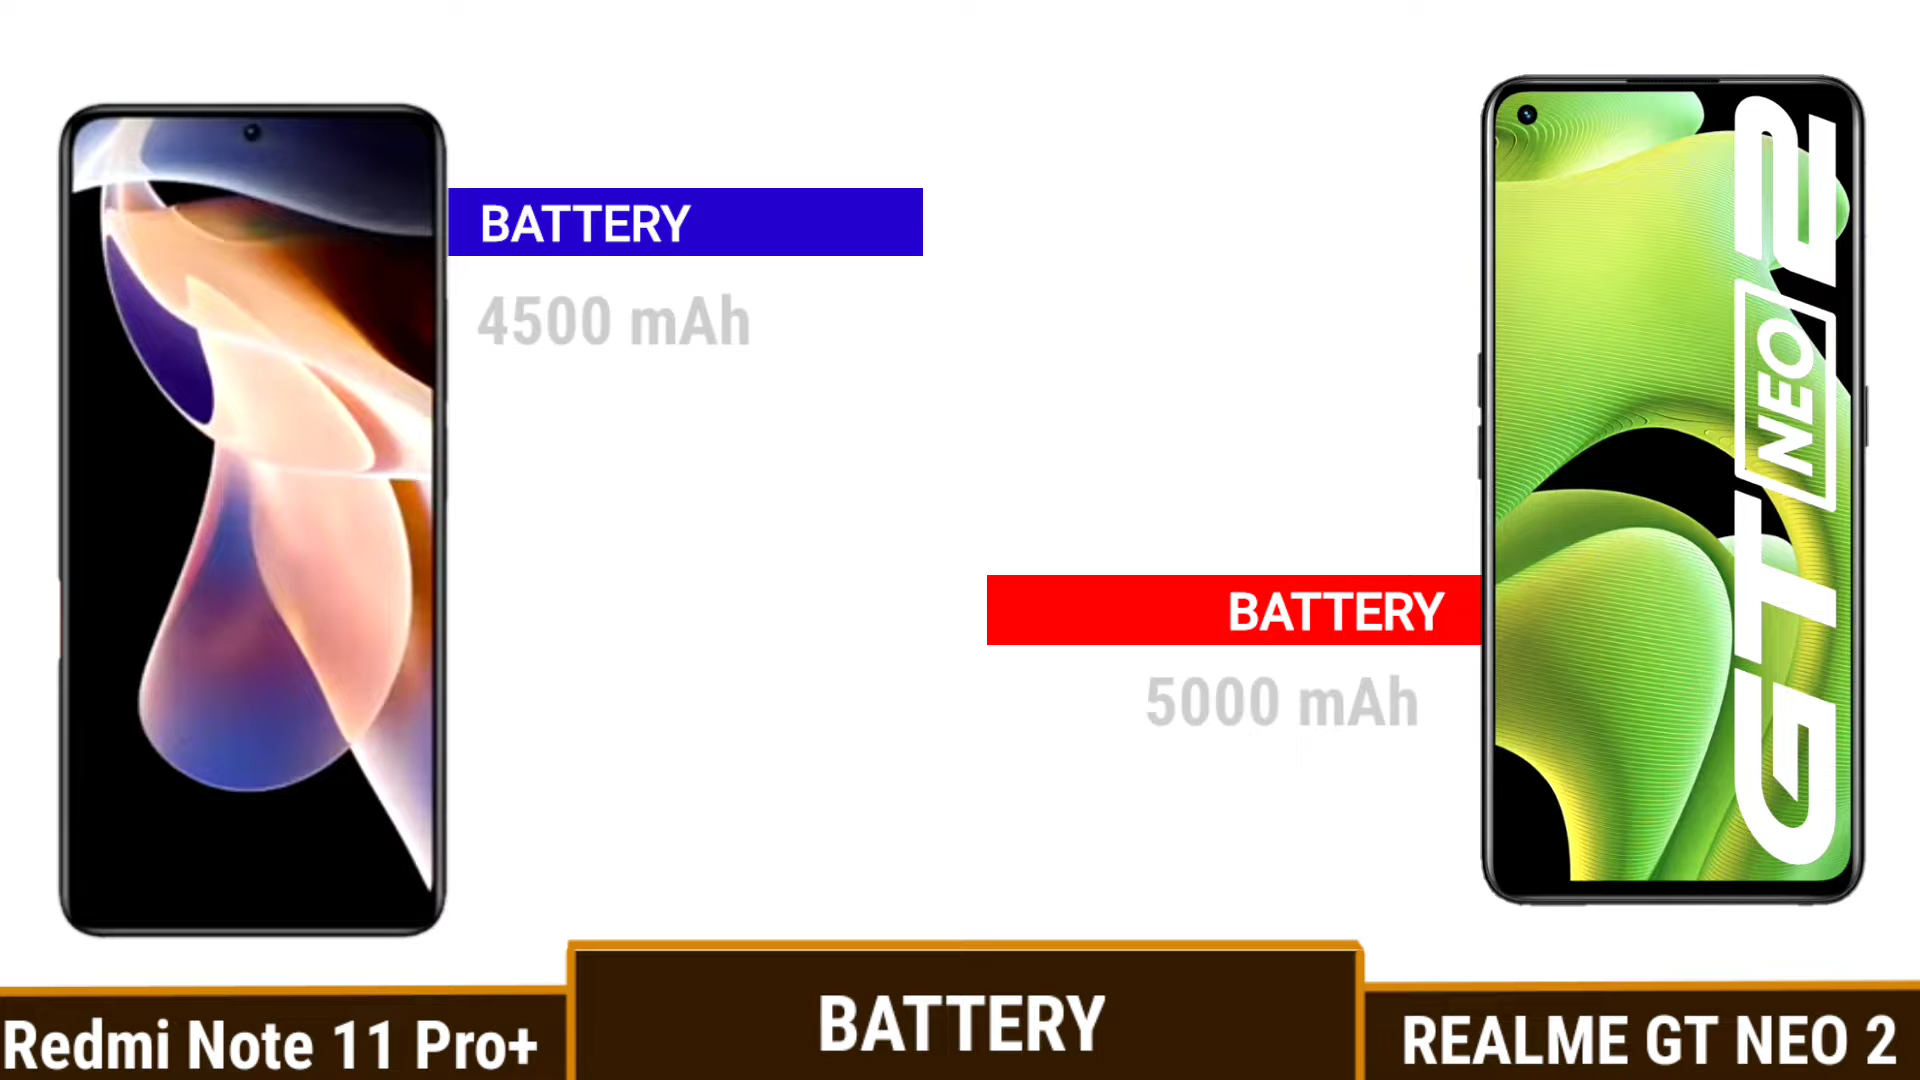 BATTERY
4500 mAh
GT NEO 2
BATTERY
5000 mAh
Redmi Note 11 Pro+
BATTERY
REALME GT NEO 2